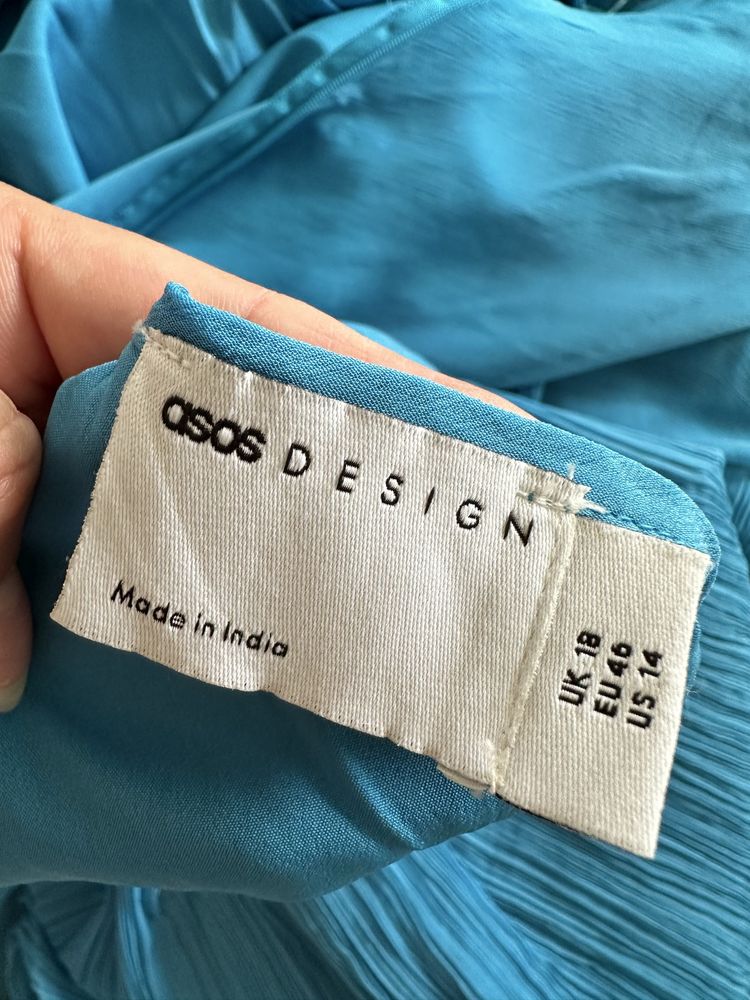 asos DESIGN
Made in India
UK 18
EU 46
US 14